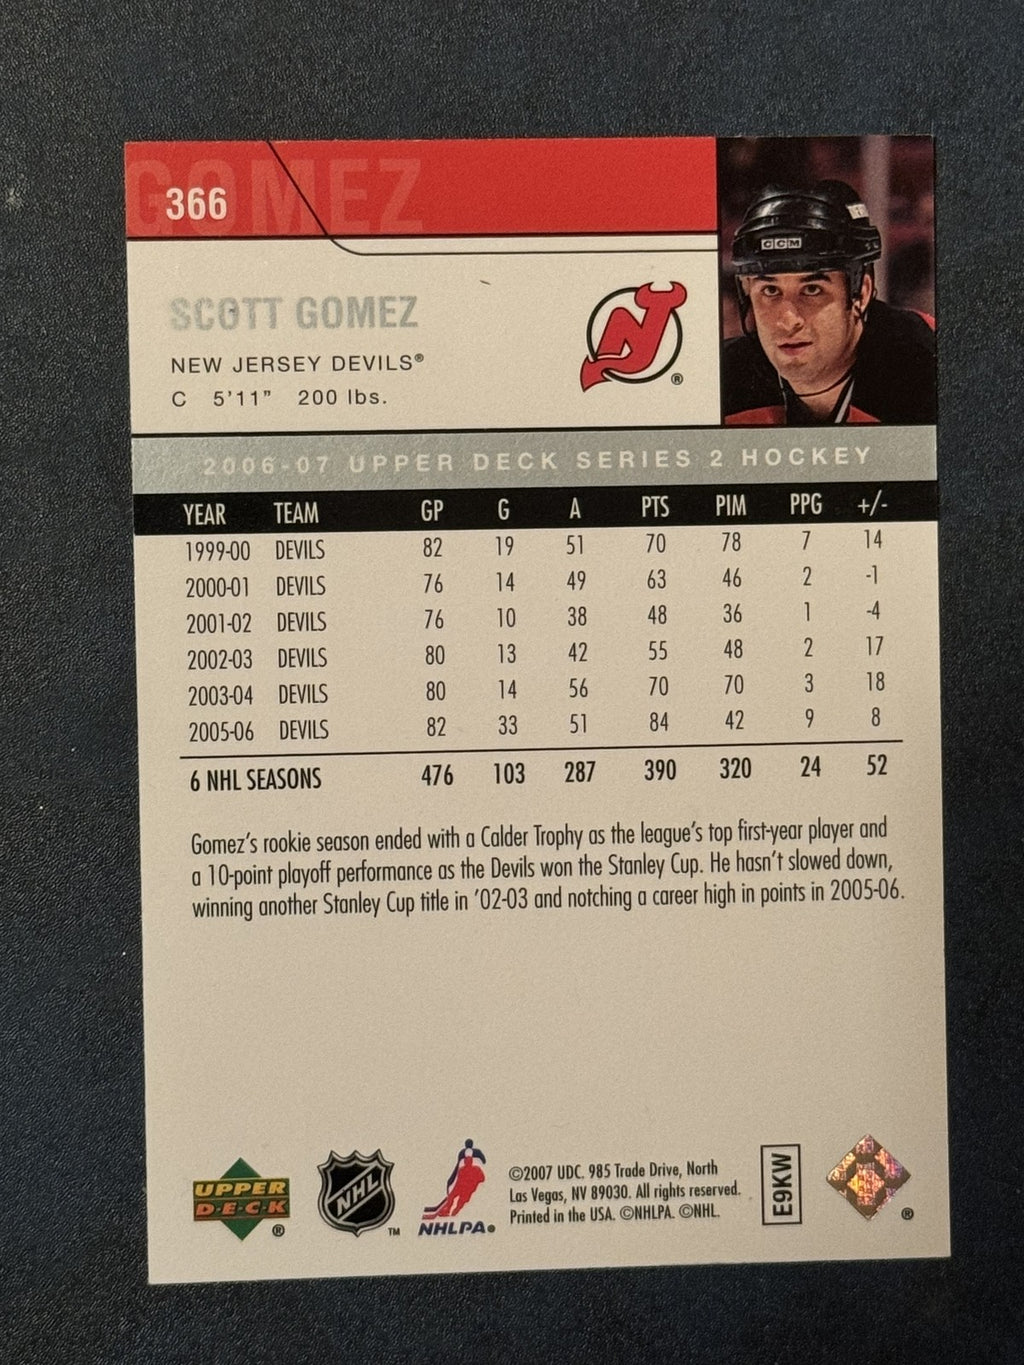 GOMEZ
366
CCM
SCOTT GOMEZ
NEW JERSEY DEVILS®
C 5'11" 200 lbs.
NJ ®
2006-07 UPPER DECK SERIES 2 HOCKEY
YEAR TEAM GP G A PTS PIM PPG +/-
1999-00 DEVILS 82 19 51 70 78 7 14
2000-01 DEVILS 76 14 49 63 46 2 -1
2001-02 DEVILS 76 10 38 48 36 1 -4
2002-03 DEVILS 80 13 42 55 48 2 17
2003-04 DEVILS 80 14 56 70 70 3 18
2005-06 DEVILS 82 33 51 84 42 9 8
6 NHL SEASONS 476 103 287 390 320 24 52
Gomez's rookie season ended with a Calder Trophy as the league's top first-year player and
a 10-point playoff performance as the Devils won the Stanley Cup. He hasn't slowed down,
winning another Stanley Cup title in '02-03 and notching a career high in points in 2005-06.
UPPER
D·E·C·K ®
NHL ™
NHLPA®
©2007 UDC. 985 Trade Drive, North
Las Vegas, NV 89030. All rights reserved.
Printed in the USA. ©NHLPA. ©NHL.
E9KW
®